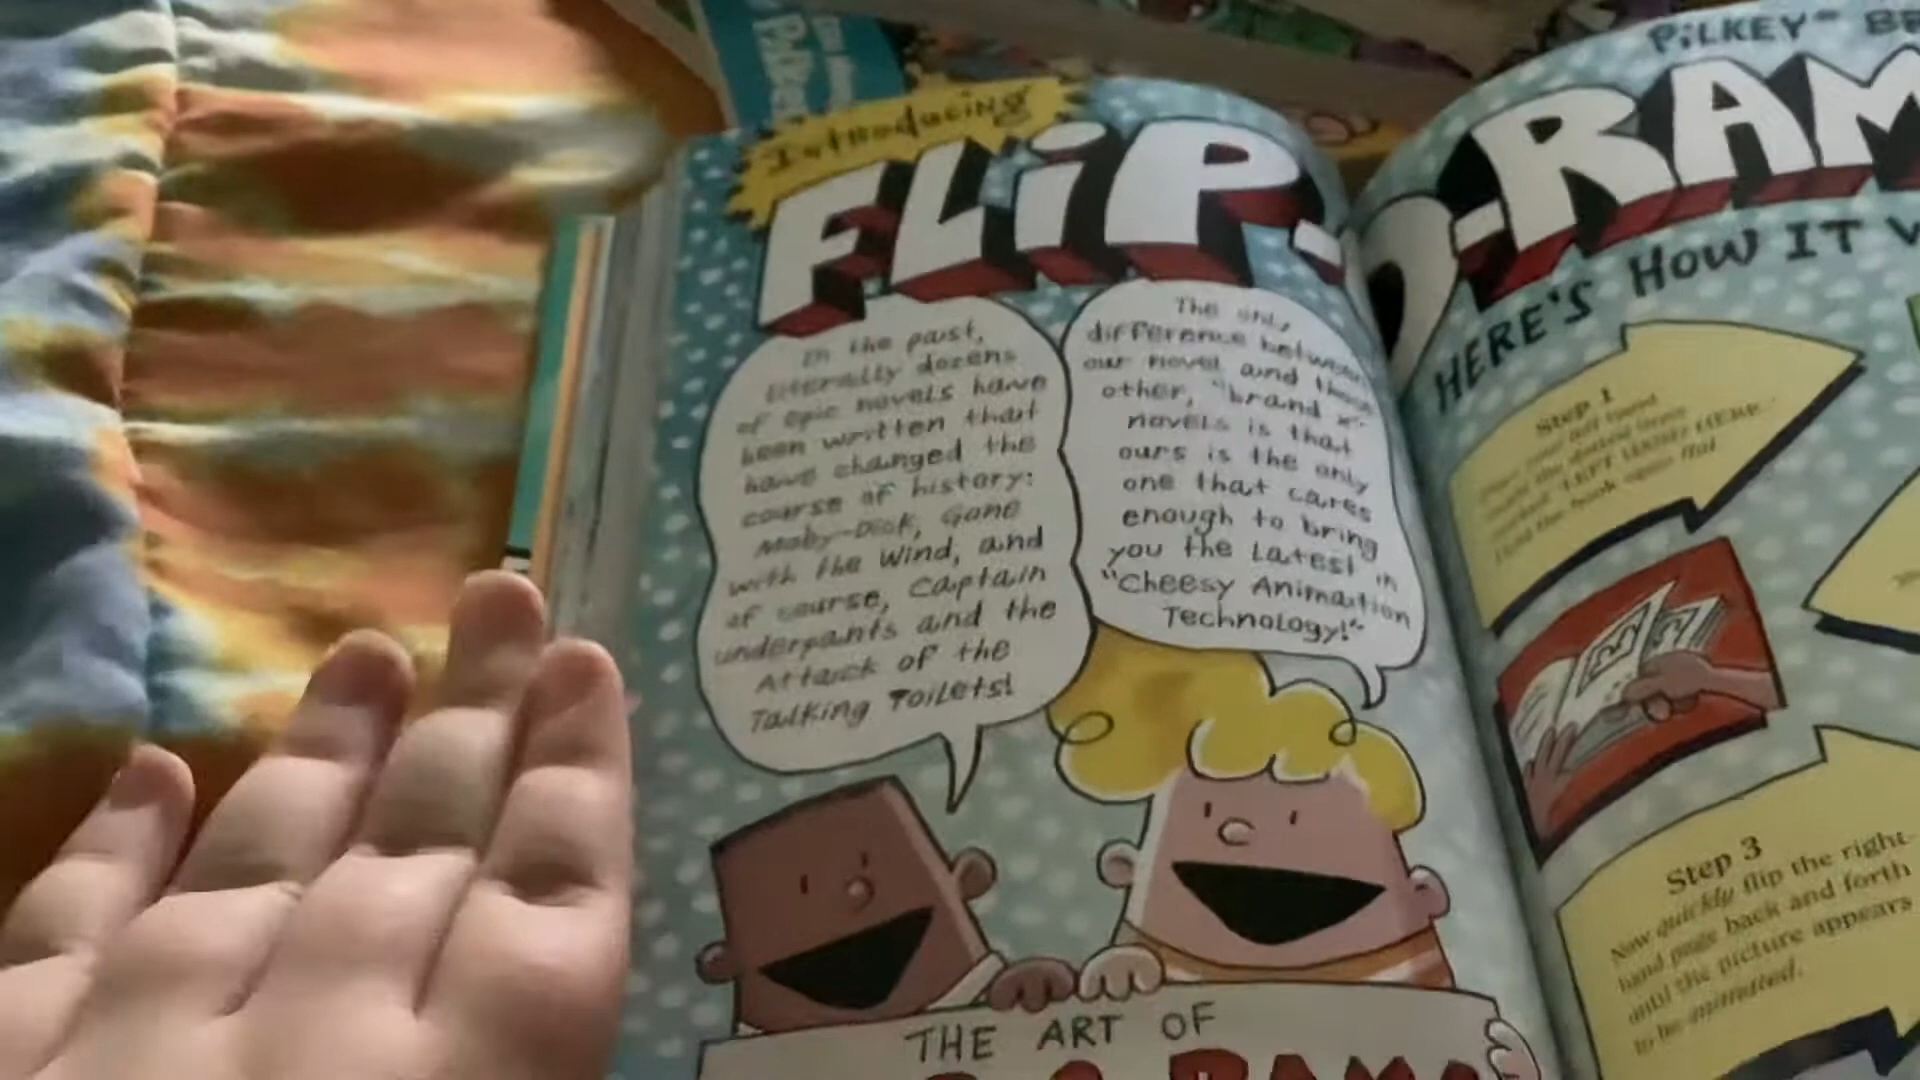 Introducing
FLiP-
In the past,
literally dozens
of epic novels have
been written that
have changed the
course of history:
Moby-Dick, Gone
with the Wind, and
of course, Captain
Underpants and the
Attack of the
Talking Toilets!
The only
difference between
our novel and those
other, "brand x"
novels is that
ours is the only
one that cares
enough to bring
you the latest in
"Cheesy Animation
Technology!"
THE ART OF
RAMA
PiLKEY® BR
O-RAM
HERE'S HOW IT W
Step 1
Step 3
Now quickly flip the right-
hand page back and forth
until the picture appears
to be animated.